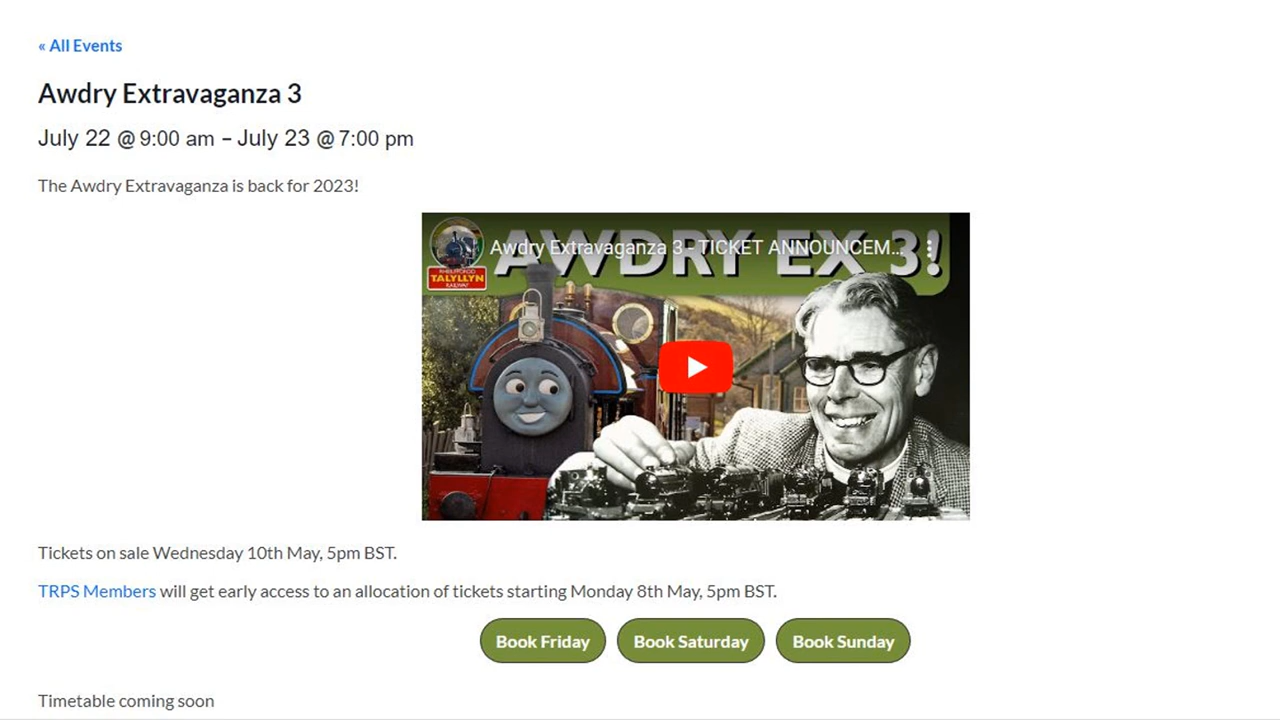 « All Events
Awdry Extravaganza 3
July 22 @ 9:00 am – July 23 @ 7:00 pm
The Awdry Extravaganza is back for 2023!
AWDRY EX 3!
Awdry Extravaganza 3 - TICKET ANNOUNCEM...
TALYLLYN
RAILWAY
Tickets on sale Wednesday 10th May, 5pm BST.
TRPS Members will get early access to an allocation of tickets starting Monday 8th May, 5pm BST.
Book Friday Book Saturday Book Sunday
Timetable coming soon